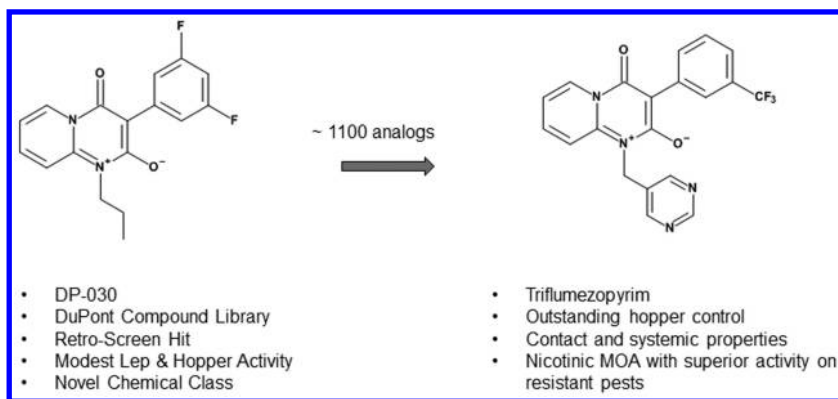 F
O
F
N
N+
O−
~ 1100 analogs
O
N
CF3
N+
O−
N
N
• DP-030
• DuPont Compound Library
• Retro-Screen Hit
• Modest Lep & Hopper Activity
• Novel Chemical Class
• Triflumezopyrim
• Outstanding hopper control
• Contact and systemic properties
• Nicotinic MOA with superior activity on
resistant pests